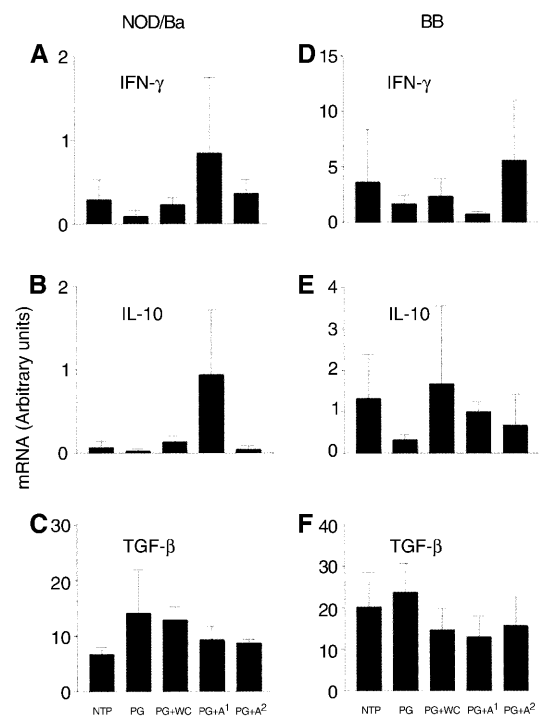 NOD/Ba BB
A IFN-γ
2
1
0
D IFN-γ
15
10
5
0
mRNA (Arbitrary units)
B IL-10
2
1
0
E IL-10
4
3
2
1
1
0
C TGF-β
30
20
10
0
NTP PG PG+WC PG+A¹ PG+A²
F TGF-β
40
30
20
10
0
NTP PG PG+WC PG+A¹ PG+A²